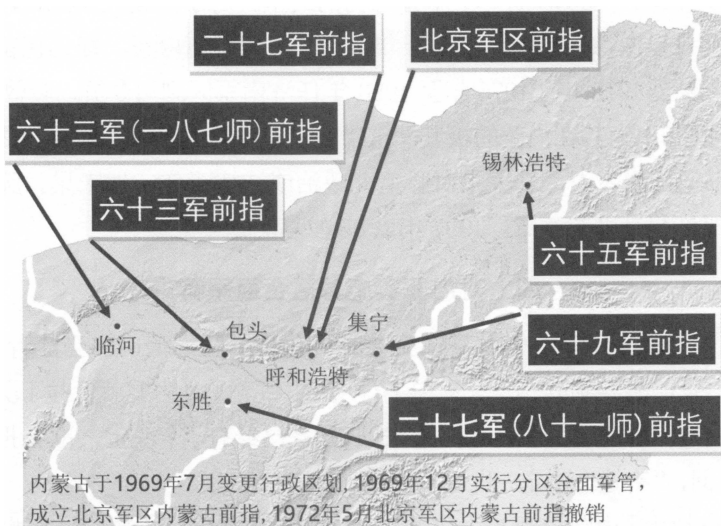 二十七军前指
北京军区前指
六十三军(一八七师)前指
锡林浩特
六十三军前指
六十五军前指
临河
包头
集宁
六十九军前指
呼和浩特
东胜
二十七军(八十一师)前指
内蒙古于1969年7月变更行政区划,1969年12月实行分区全面军管,
成立北京军区内蒙古前指,1972年5月北京军区内蒙古前指撤销